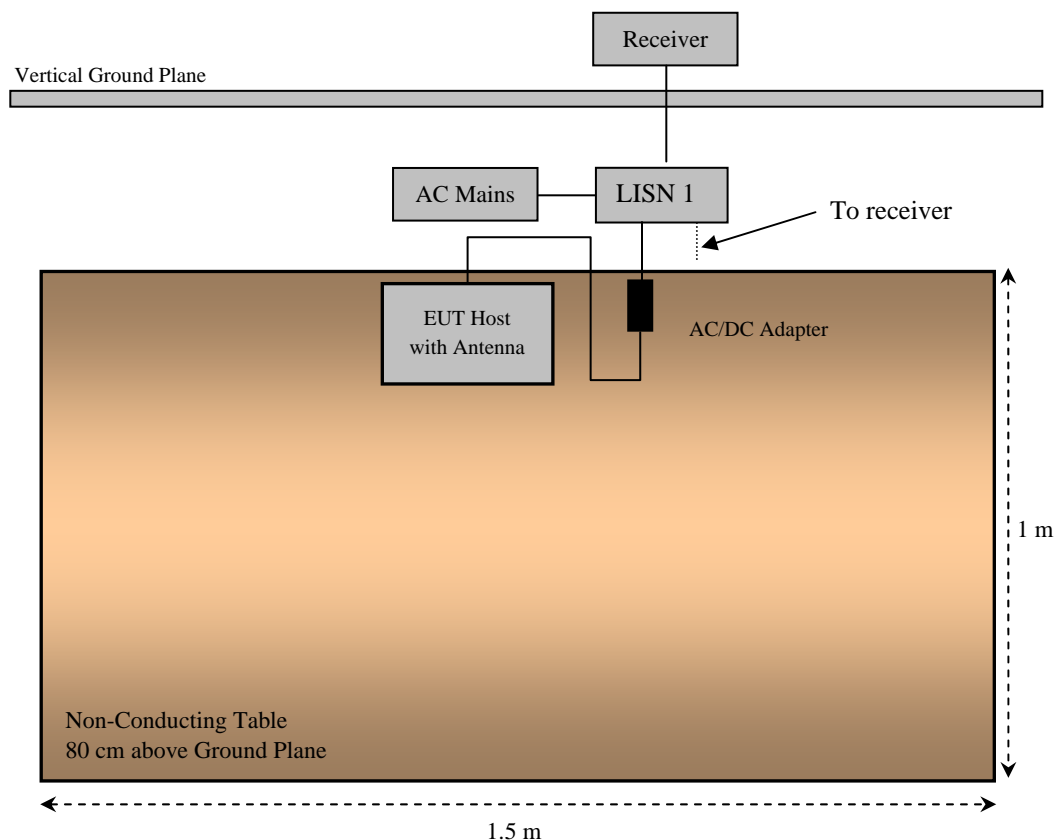 Receiver
Vertical Ground Plane
AC Mains
LISN 1
To receiver
EUT Host
with Antenna
AC/DC Adapter
1 m
Non-Conducting Table
80 cm above Ground Plane
1.5 m